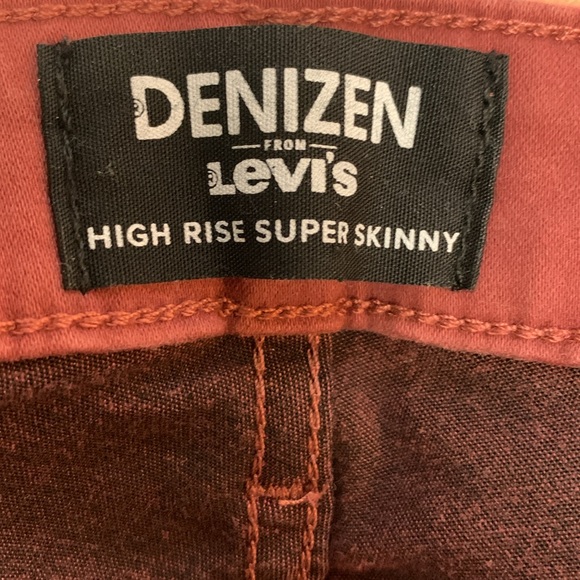 DENIZEN®
FROM
Levi's®
HIGH RISE SUPER SKINNY